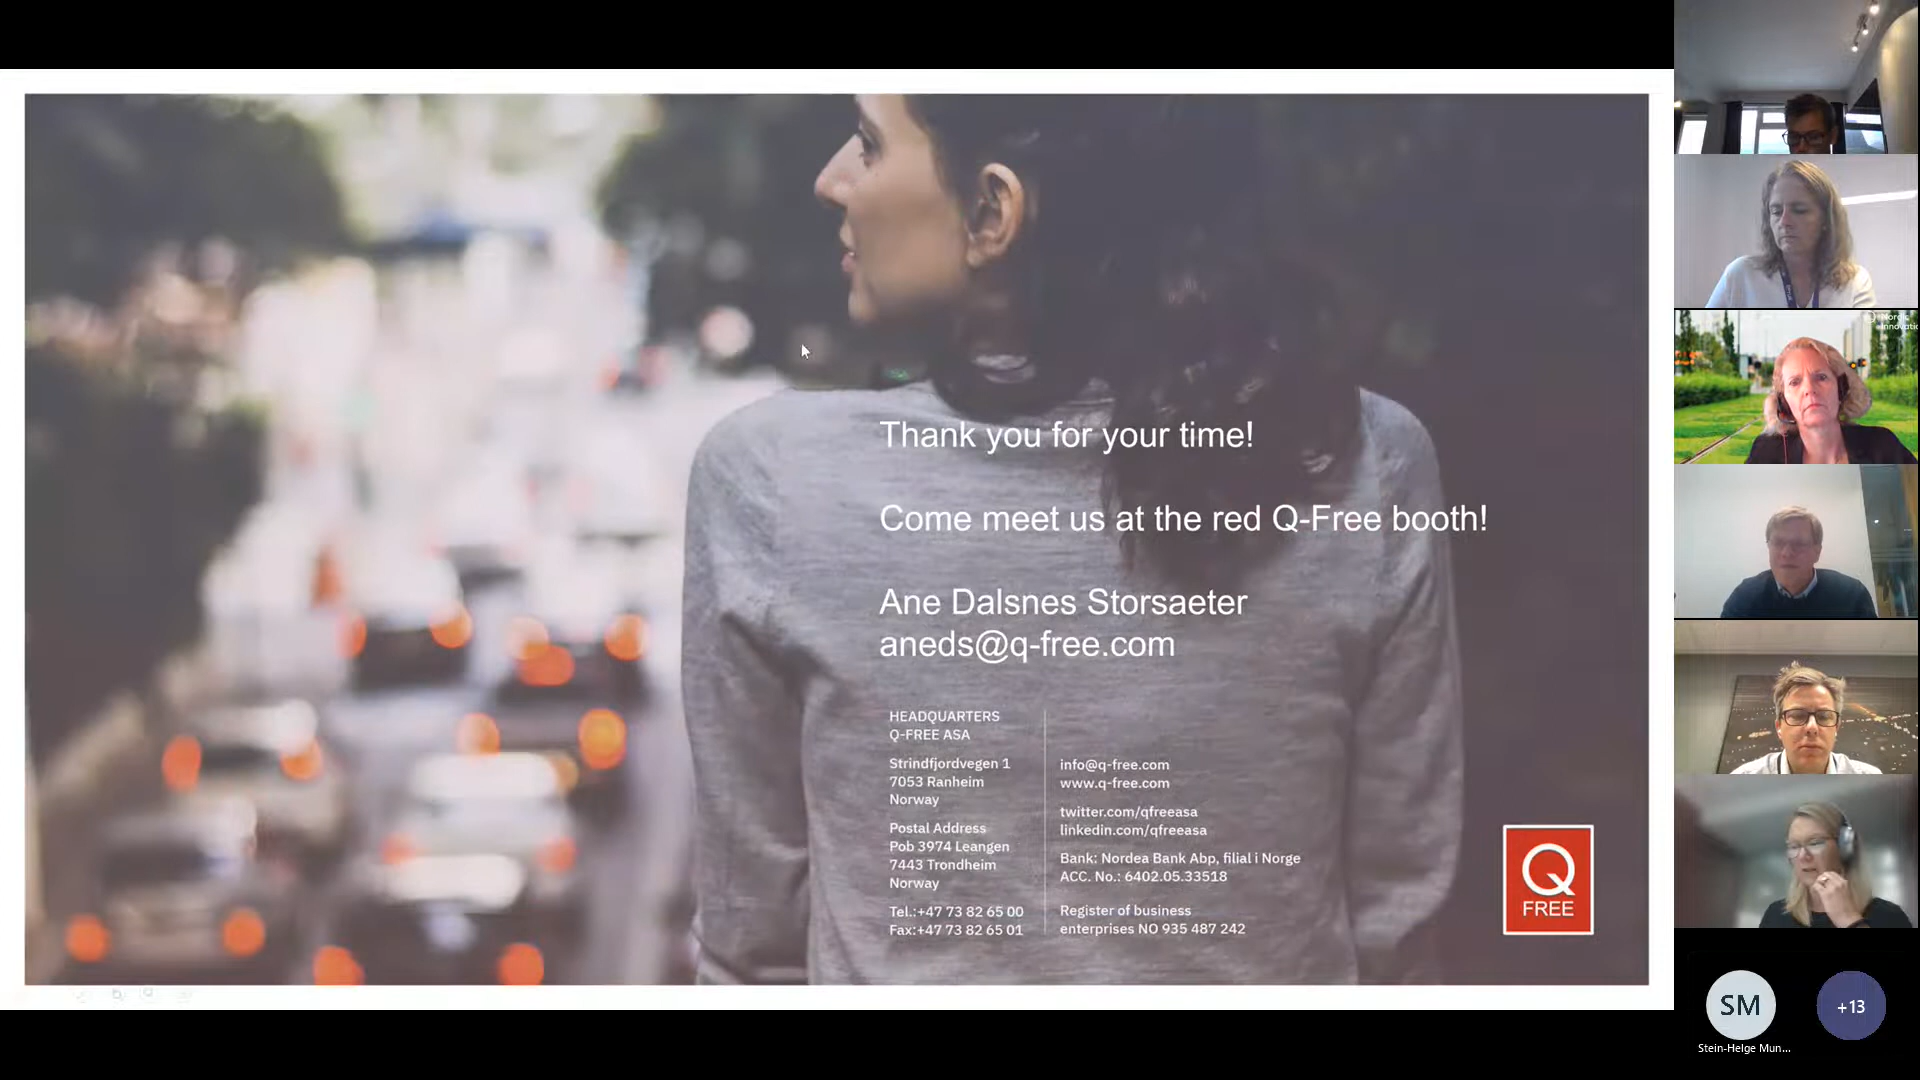 Thank you for your time!
Come meet us at the red Q-Free booth!
Ane Dalsnes Storsaeter
aneds@q-free.com
HEADQUARTERS
Q-FREE ASA
Strindfjordvegen 1
7053 Ranheim
Norway
Postal Address
Pob 3974 Leangen
7443 Trondheim
Norway
Tel.:+47 73 82 65 00
Fax:+47 73 82 65 01
info@q-free.com
www.q-free.com
twitter.com/qfreeasa
linkedin.com/qfreeasa
Bank: Nordea Bank Abp, filial i Norge
ACC. No.: 6402.05.33518
Register of business
enterprises NO 935 487 242
Q
FREE
Nordic
SM
+13
Stein-Helge Mun...